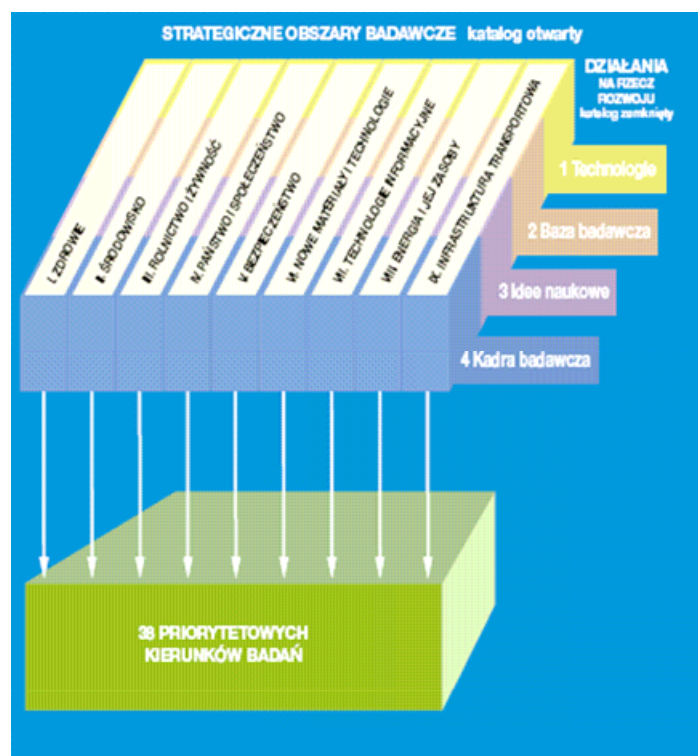 STRATEGICZNE OBSZARY BADAWCZE katalog otwarty
DZIAŁANIA
NA RZECZ
ROZWOJU
katalog zamknięty
I. ZDROWIE
II. ŚRODOWISKO
III. ROLNICTWO I ŻYWNOŚĆ
IV. PAŃSTWO I SPOŁECZEŃSTWO
V. BEZPIECZEŃSTWO
VI. NOWE MATERIAŁY I TECHNOLOGIE
VII. TECHNOLOGIE INFORMACYJNE
VIII. ENERGIA I JEJ ZASOBY
IX. INFRASTRUKTURA TRANSPORTOWA
1 Technologie
2 Baza badawcza
3 Idee naukowe
4 Kadra badawcza
38 PRIORYTETOWYCH
KIERUNKÓW BADAŃ